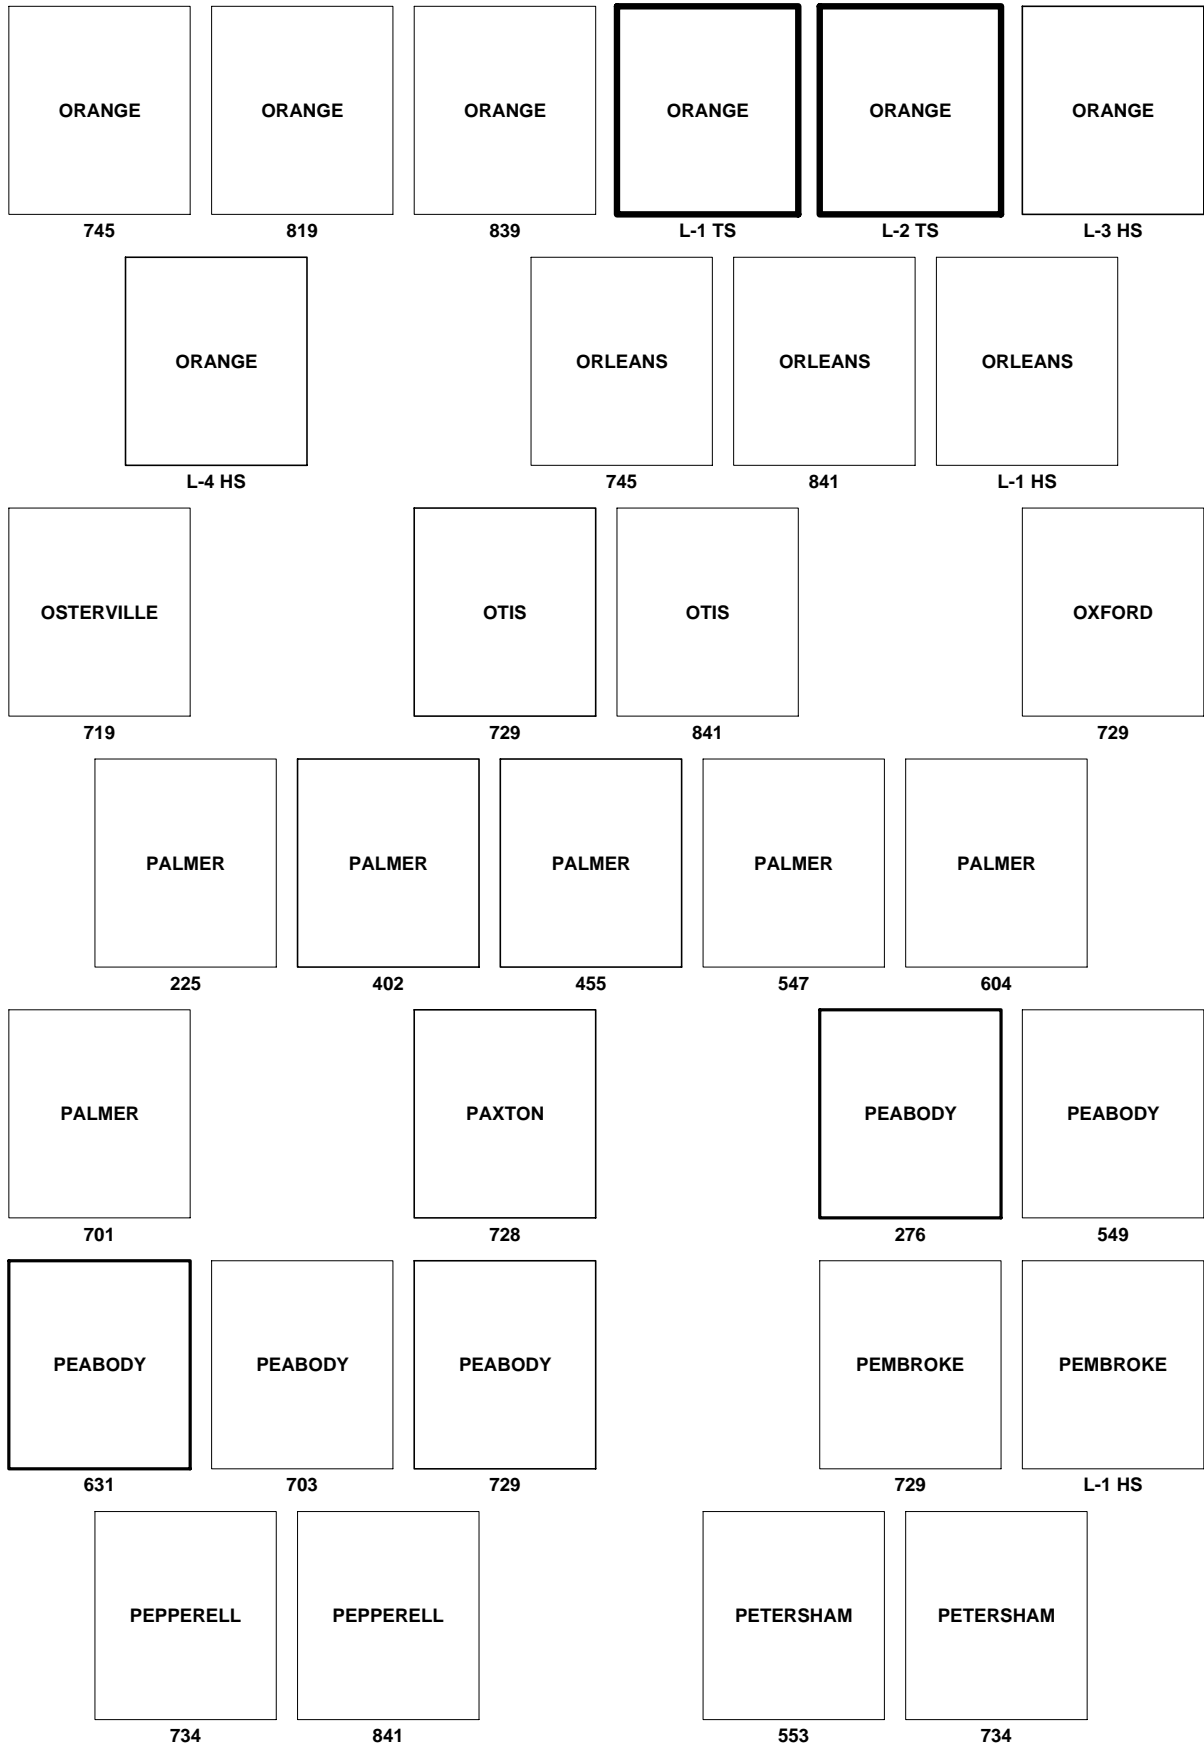 ORANGE ORANGE ORANGE ORANGE ORANGE ORANGE
745 819 839 L-1 TS L-2 TS L-3 HS
ORANGE ORLEANS ORLEANS ORLEANS
L-4 HS 745 841 L-1 HS
OSTERVILLE OTIS OTIS OXFORD
719 729 841 729
PALMER PALMER PALMER PALMER PALMER
225 402 455 547 604
PALMER PAXTON PEABODY PEABODY
701 728 276 549
PEABODY PEABODY PEABODY PEMBROKE PEMBROKE
631 703 729 729 L-1 HS
PEPPERELL PEPPERELL PETERSHAM PETERSHAM
734 841 553 734